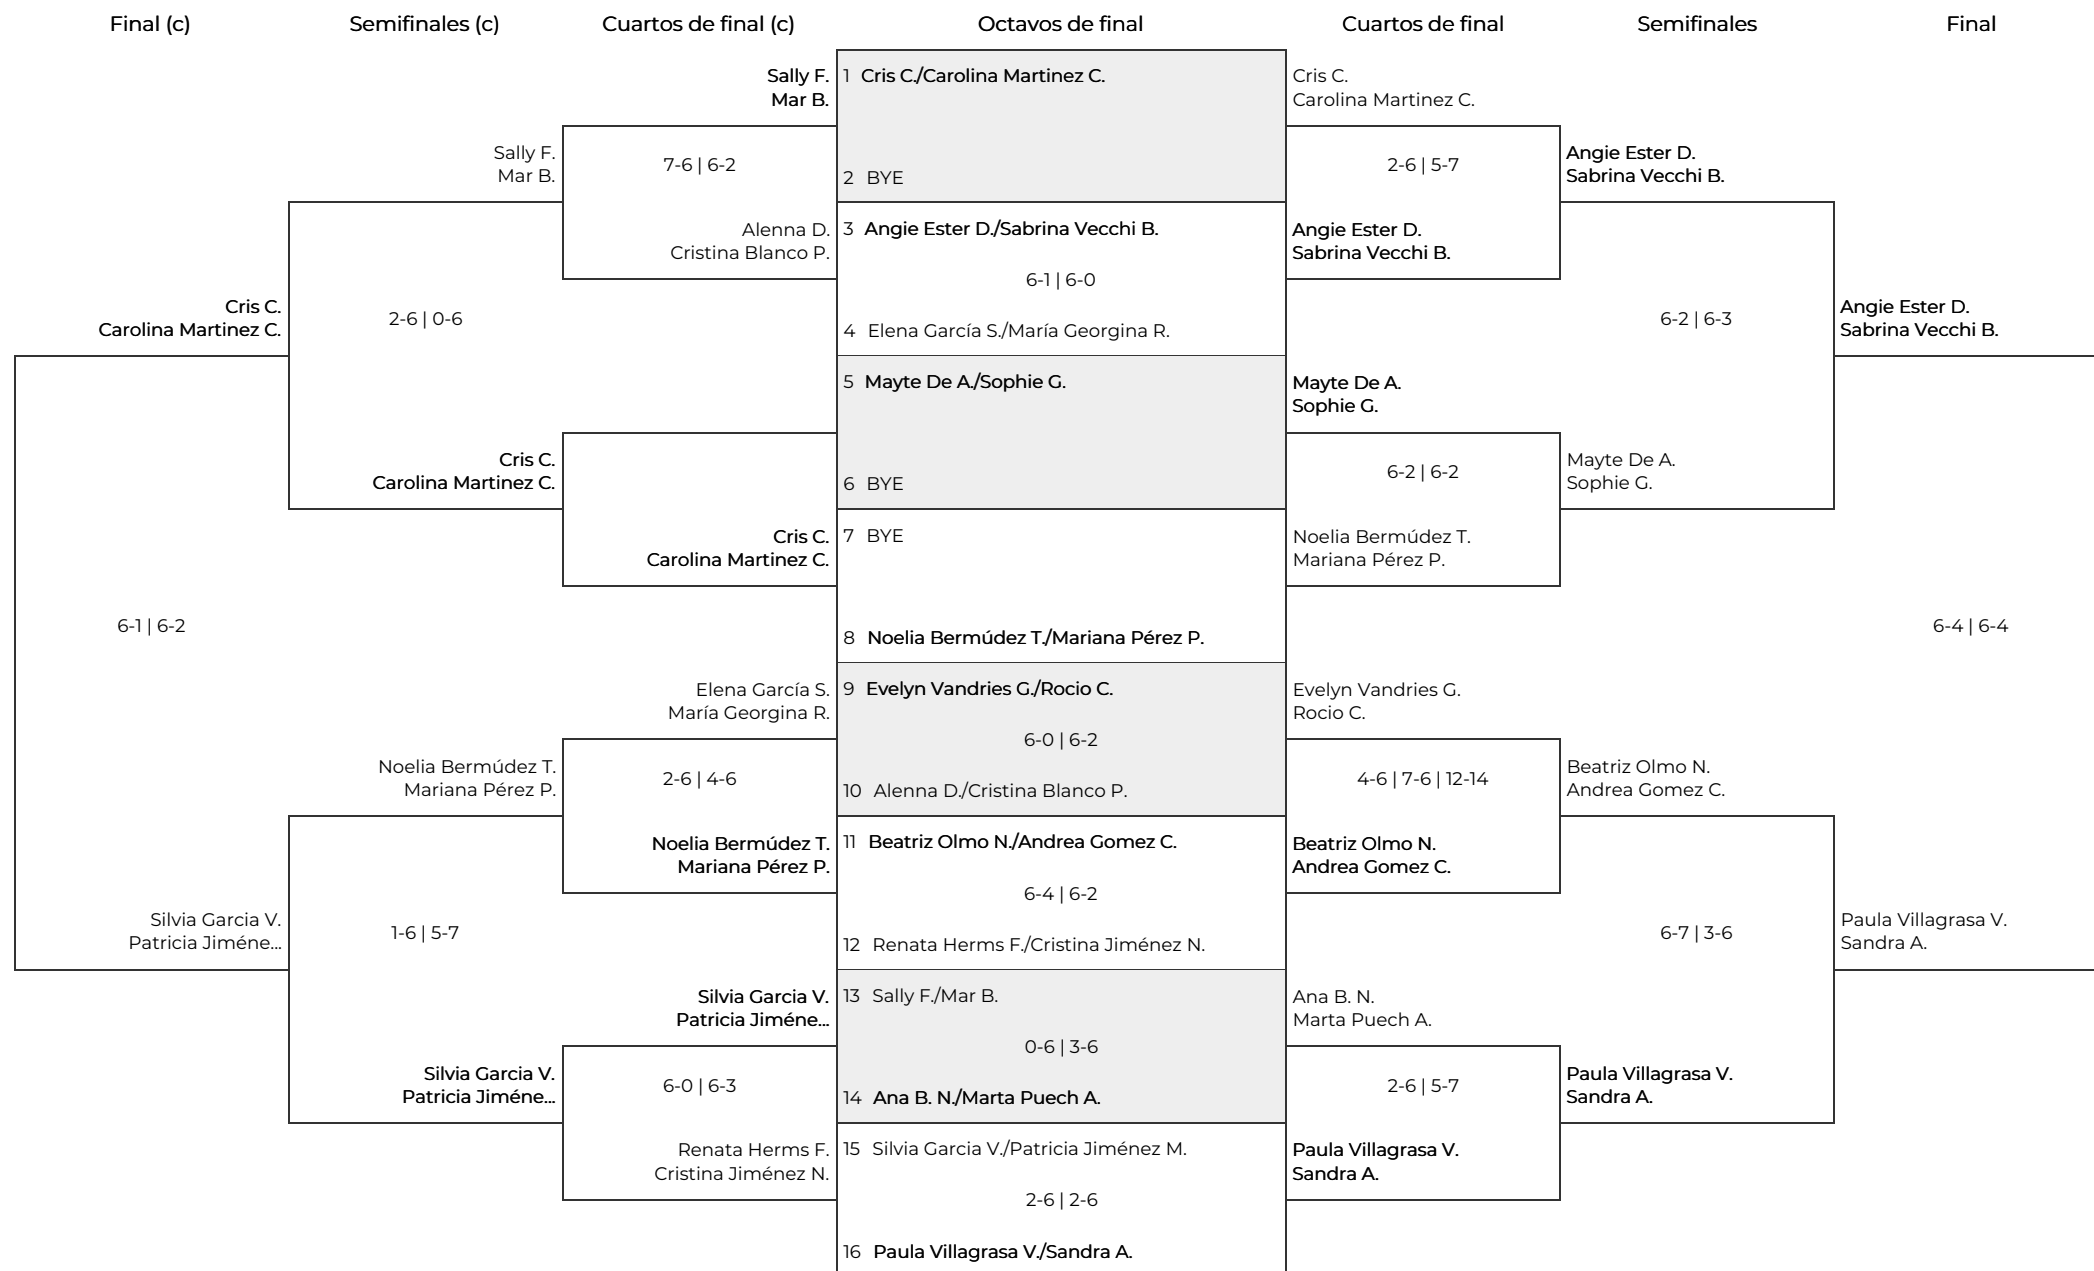 Final (c)
Semifinales (c)
Cuartos de final (c)
Octavos de final
Cuartos de final
Semifinales
Final
Cris C.
Carolina Martinez C.
6-1 | 6-2
Silvia Garcia V.
Patricia Jiméne...
Sally F.
Mar B.
2-6 | 0-6
Cris C.
Carolina Martinez C.
Noelia Bermúdez T.
Mariana Pérez P.
1-6 | 5-7
Silvia Garcia V.
Patricia Jiméne...
Sally F.
Mar B.
7-6 | 6-2
Alenna D.
Cristina Blanco P.
Cris C.
Carolina Martinez C.
Elena García S.
María Georgina R.
2-6 | 4-6
Noelia Bermúdez T.
Mariana Pérez P.
Silvia Garcia V.
Patricia Jiméne...
6-0 | 6-3
Renata Herms F.
Cristina Jiménez N.
1 Cris C./Carolina Martinez C.
2 BYE
3 Angie Ester D./Sabrina Vecchi B.
6-1 | 6-0
4 Elena García S./María Georgina R.
5 Mayte De A./Sophie G.
6 BYE
7 BYE
8 Noelia Bermúdez T./Mariana Pérez P.
9 Evelyn Vandries G./Rocio C.
6-0 | 6-2
10 Alenna D./Cristina Blanco P.
11 Beatriz Olmo N./Andrea Gomez C.
6-4 | 6-2
12 Renata Herms F./Cristina Jiménez N.
13 Sally F./Mar B.
0-6 | 3-6
14 Ana B. N./Marta Puech A.
15 Silvia Garcia V./Patricia Jiménez M.
2-6 | 2-6
16 Paula Villagrasa V./Sandra A.
Cris C.
Carolina Martinez C.
2-6 | 5-7
Angie Ester D.
Sabrina Vecchi B.
Mayte De A.
Sophie G.
6-2 | 6-2
Noelia Bermúdez T.
Mariana Pérez P.
Evelyn Vandries G.
Rocio C.
4-6 | 7-6 | 12-14
Beatriz Olmo N.
Andrea Gomez C.
Ana B. N.
Marta Puech A.
2-6 | 5-7
Paula Villagrasa V.
Sandra A.
Angie Ester D.
Sabrina Vecchi B.
6-2 | 6-3
Mayte De A.
Sophie G.
Beatriz Olmo N.
Andrea Gomez C.
6-7 | 3-6
Paula Villagrasa V.
Sandra A.
Angie Ester D.
Sabrina Vecchi B.
6-4 | 6-4
Paula Villagrasa V.
Sandra A.